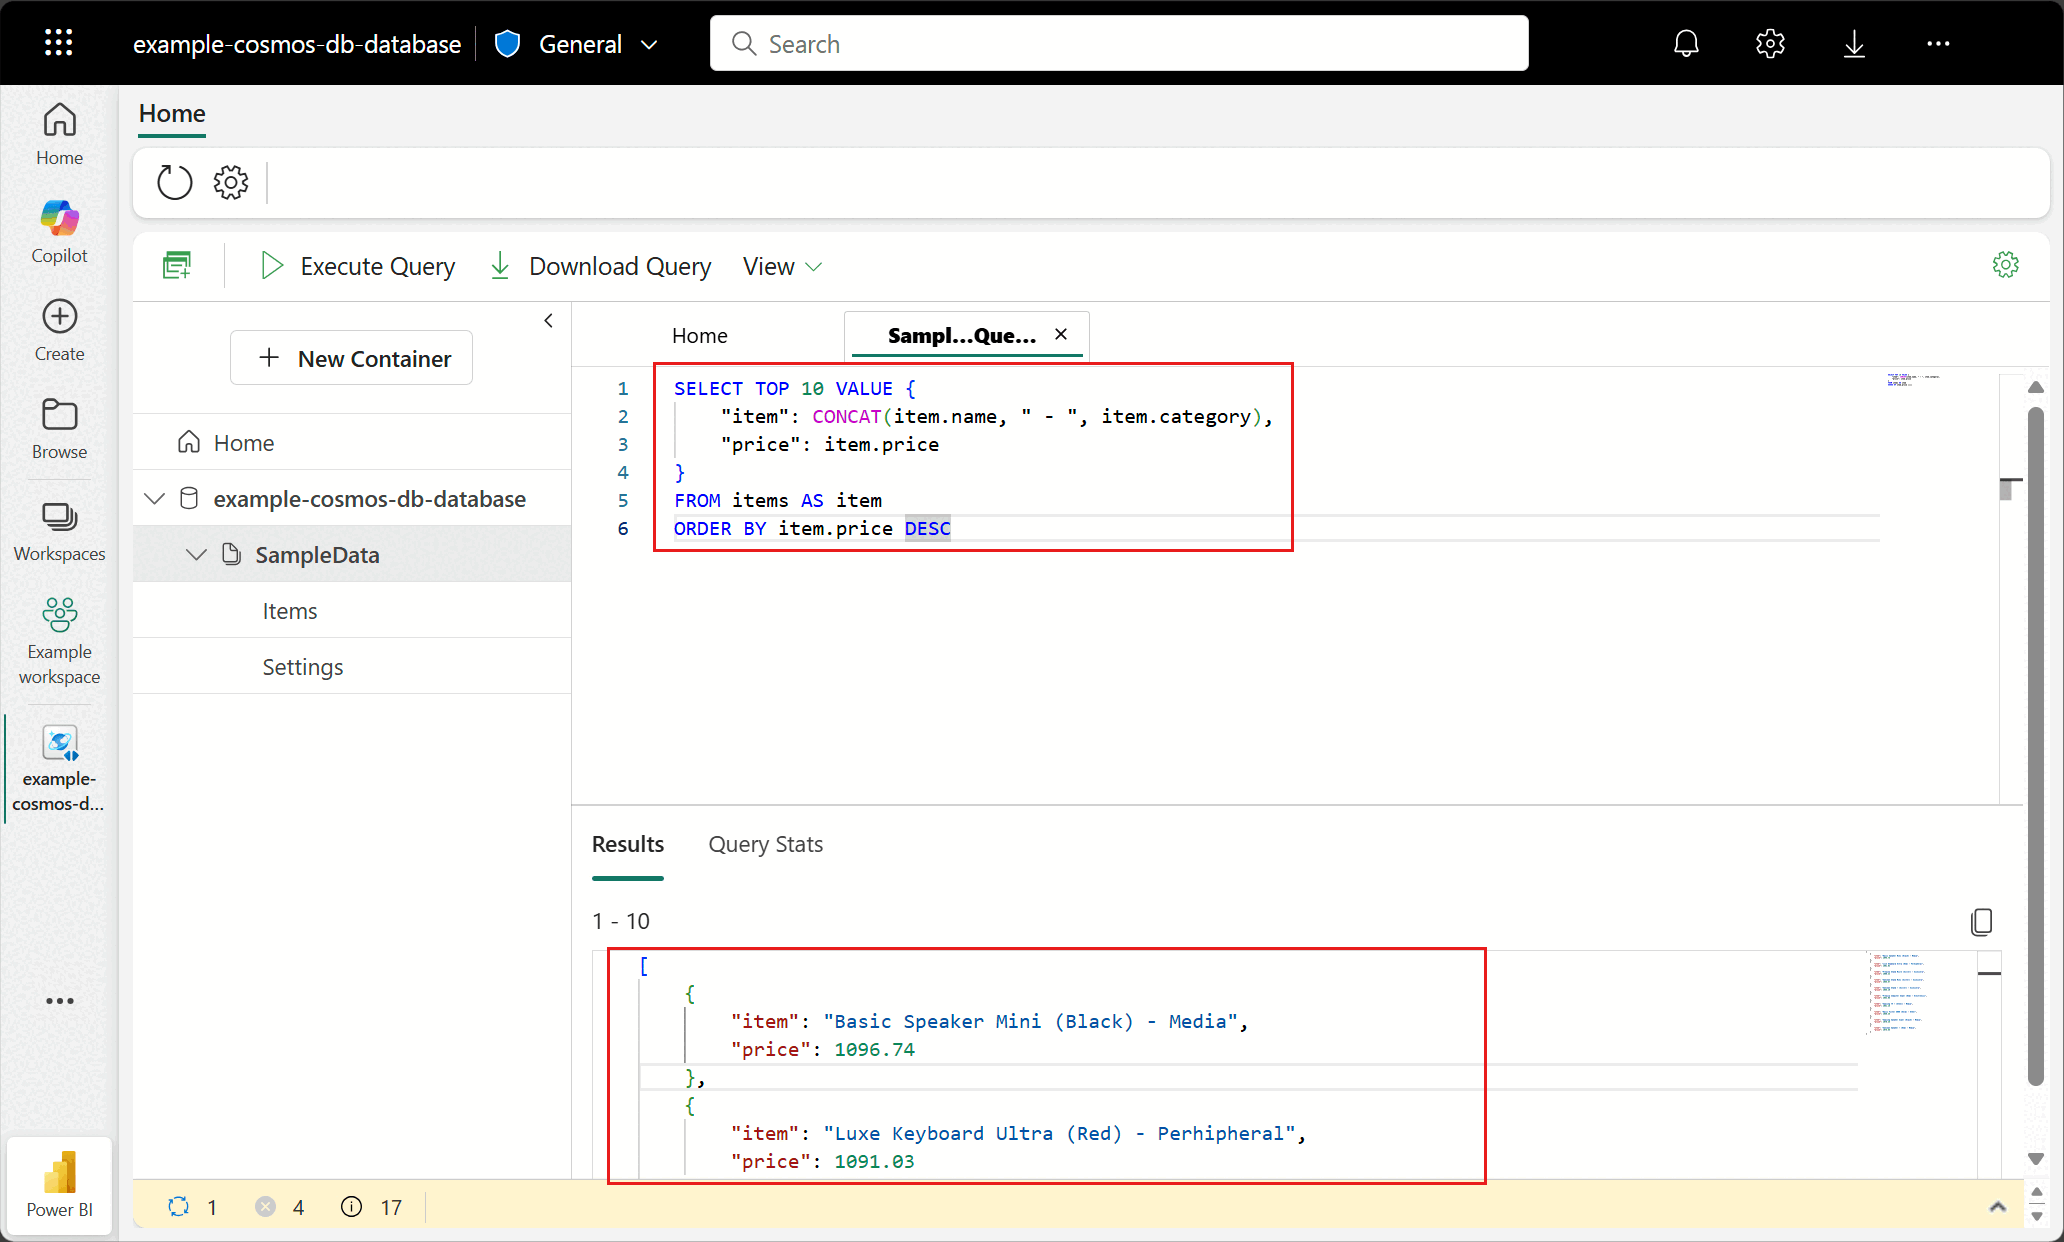 example-cosmos-db-database
General
Search
Home
Home
Copilot
Create
Browse
Workspaces
Example
workspace
example-
cosmos-d...
Power BI
Execute Query
Download Query
View
New Container
Home
example-cosmos-db-database
SampleData
Items
Settings
Home
Sampl...Que...
1 SELECT TOP 10 VALUE {
2 "item": CONCAT(item.name, " - ", item.category),
3 "price": item.price
4 }
5 FROM items AS item
6 ORDER BY item.price DESC
Results
Query Stats
1 - 10
[
{
"item": "Basic Speaker Mini (Black) - Media",
"price": 1096.74
},
{
"item": "Luxe Keyboard Ultra (Red) - Perhipheral",
"price": 1091.03
1
4
17